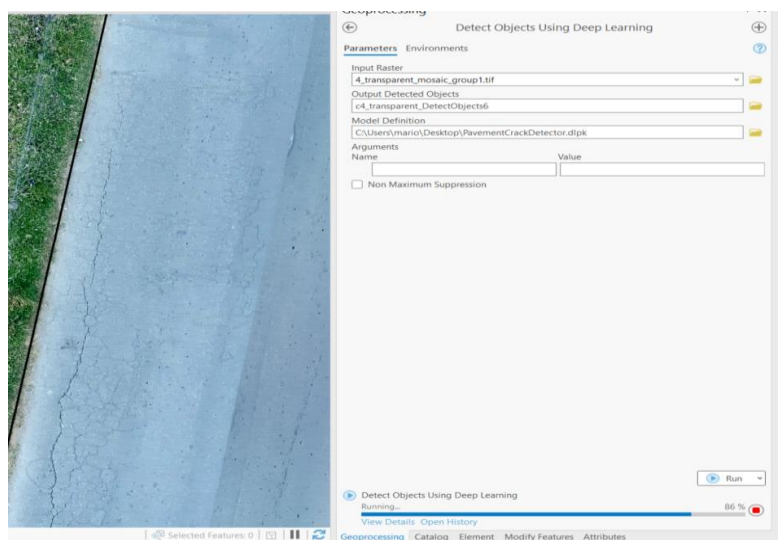 Geoprocessing
Detect Objects Using Deep Learning
Parameters Environments
Input Raster
4_transparent_mosaic_group1.tif
Output Detected Objects
c4_transparent_DetectObjects6
Model Definition
C:\Users\mario\Desktop\PavementCrackDetector.dlpk
Arguments
Name Value
Non Maximum Suppression
Run
Detect Objects Using Deep Learning
Running... 86 %
View Details Open History
Selected Features: 0
Geoprocessing Catalog Element Modify Features Attributes